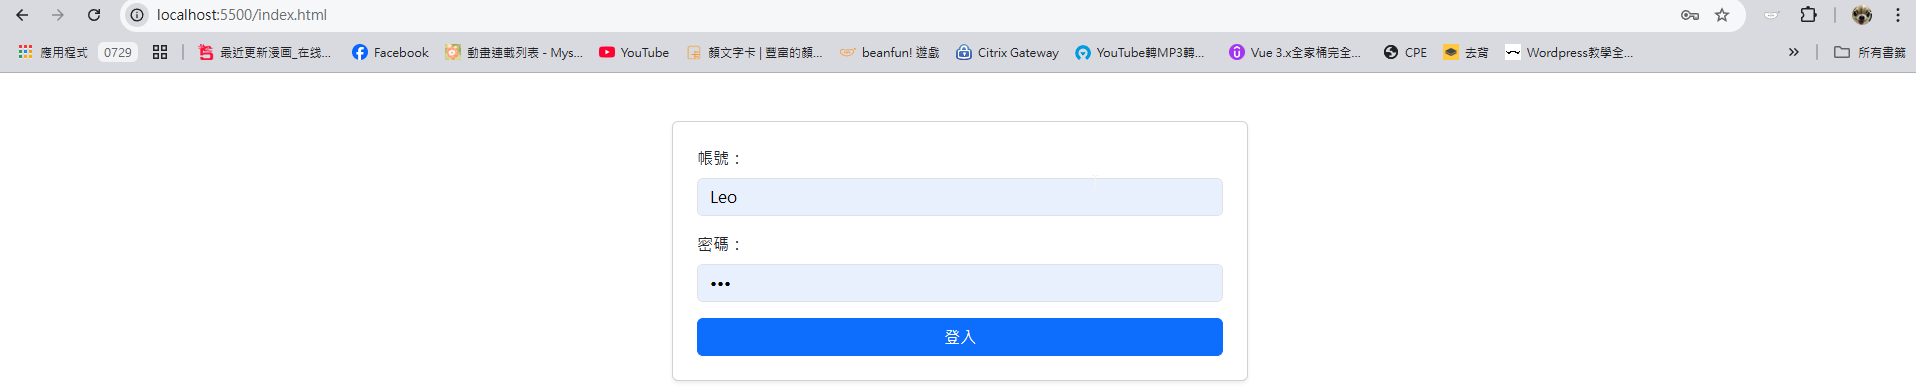 localhost:5500/index.html
應用程式 0729 最近更新漫画_在线... Facebook 動畫連載列表 - Mys... YouTube 顏文字卡 | 豐富的顏... beanfun! 遊戲 Citrix Gateway YouTube轉MP3轉... Vue 3.x全家桶完全... CPE 去背 Wordpress教學全... » 所有書籤
帳號：
Leo
密碼：
•••
登入